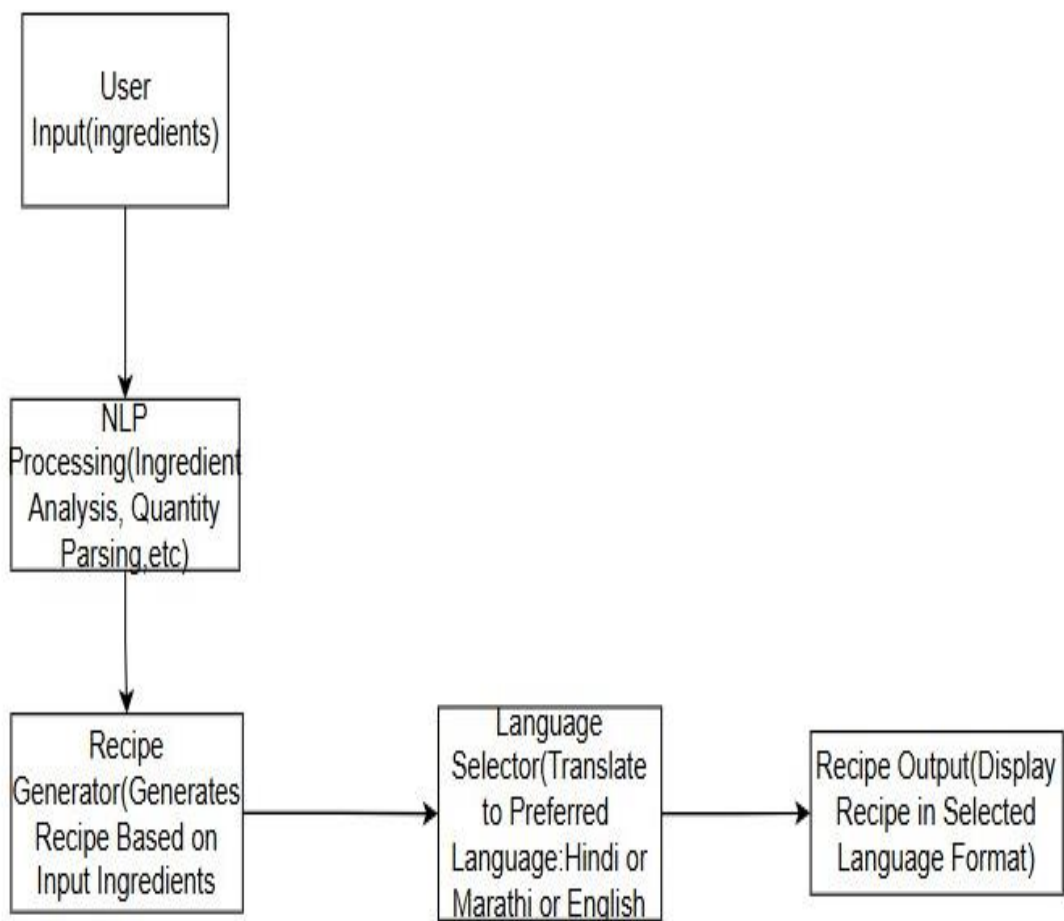 User
Input(ingredients)
NLP
Processing(Ingredient
Analysis, Quantity
Parsing,etc)
Recipe
Generator(Generates
Recipe Based on
Input Ingredients
Language
Selector(Translate
to Preferred
Language:Hindi or
Marathi or English
Recipe Output(Display
Recipe in Selected
Language Format)